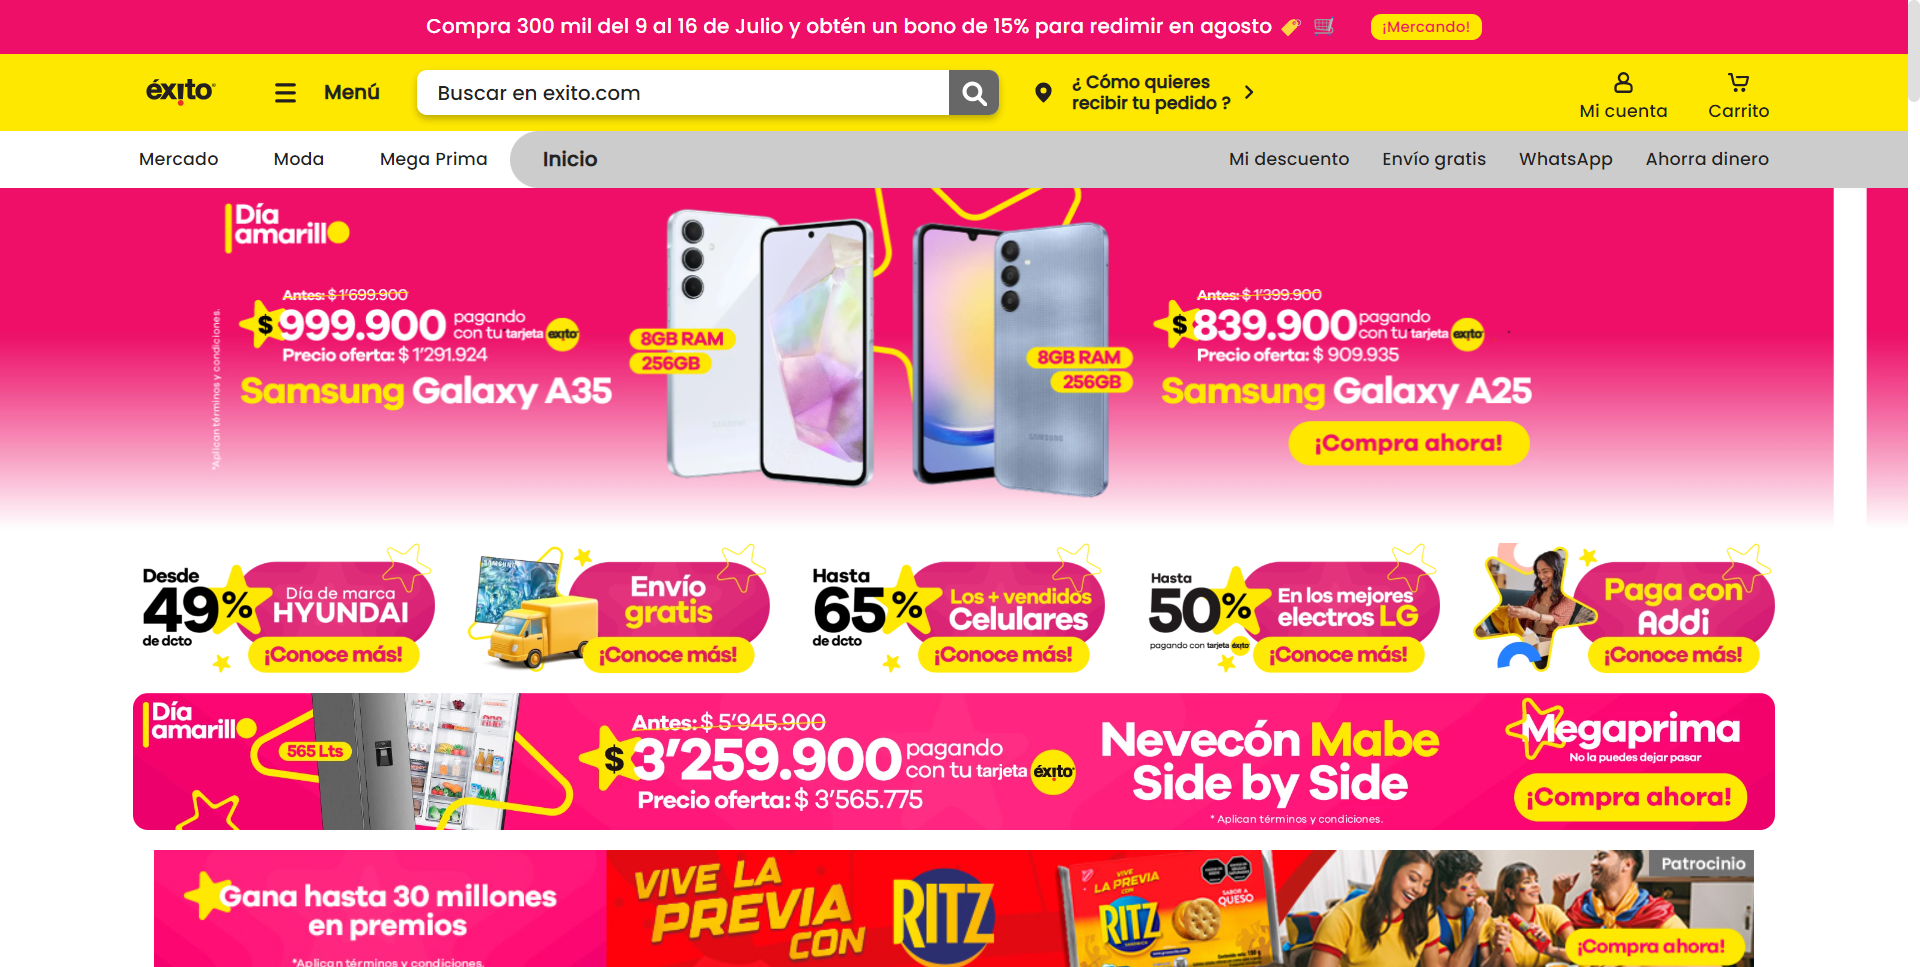 Compra 300 mil del 9 al 16 de Julio y obtén un bono de 15% para redimir en agosto
¡Mercando!
éxito
Menú
Buscar en exito.com
¿ Cómo quieres
recibir tu pedido ?
Mi cuenta
Carrito
Mercado
Moda
Mega Prima
Inicio
Mi descuento
Envío gratis
WhatsApp
Ahorra dinero
Día
amarillo
*Aplican términos y condiciones.
Antes: $ 1'699.900
$ 999.900
pagando
con tu tarjeta éxito
Precio oferta: $ 1'291.924
Samsung Galaxy A35
8GB RAM
256GB
8GB RAM
256GB
SAMSUNG
Antes: $ 1'399.900
$ 839.900
pagando
con tu tarjeta éxito
Precio oferta: $ 909.935
Samsung Galaxy A25
¡Compra ahora!
Desde
49%
de dcto
Día de marca
HYUNDAI
¡Conoce más!
Envío
gratis
¡Conoce más!
Hasta
65%
de dcto
Los + vendidos
Celulares
¡Conoce más!
Hasta
50%
pagando con tarjeta éxito
En los mejores
electros LG
¡Conoce más!
Paga con
Addi
¡Conoce más!
Día
amarillo
565 Lts
Antes: $ 5'945.900
$ 3'259.900
pagando
con tu tarjeta éxito
Precio oferta: $ 3'565.775
Nevecón Mabe
Side by Side
* Aplican términos y condiciones.
Megaprima
No la puedes dejar pasar
¡Compra ahora!
Gana hasta 30 millones
en premios
*Aplican términos y condiciones.
VIVE LA
PREVIA
CON
RITZ
VIVE
LA PREVIA
CON
RITZ
SABOR A
QUESO
Patrocinio
¡Compra ahora!